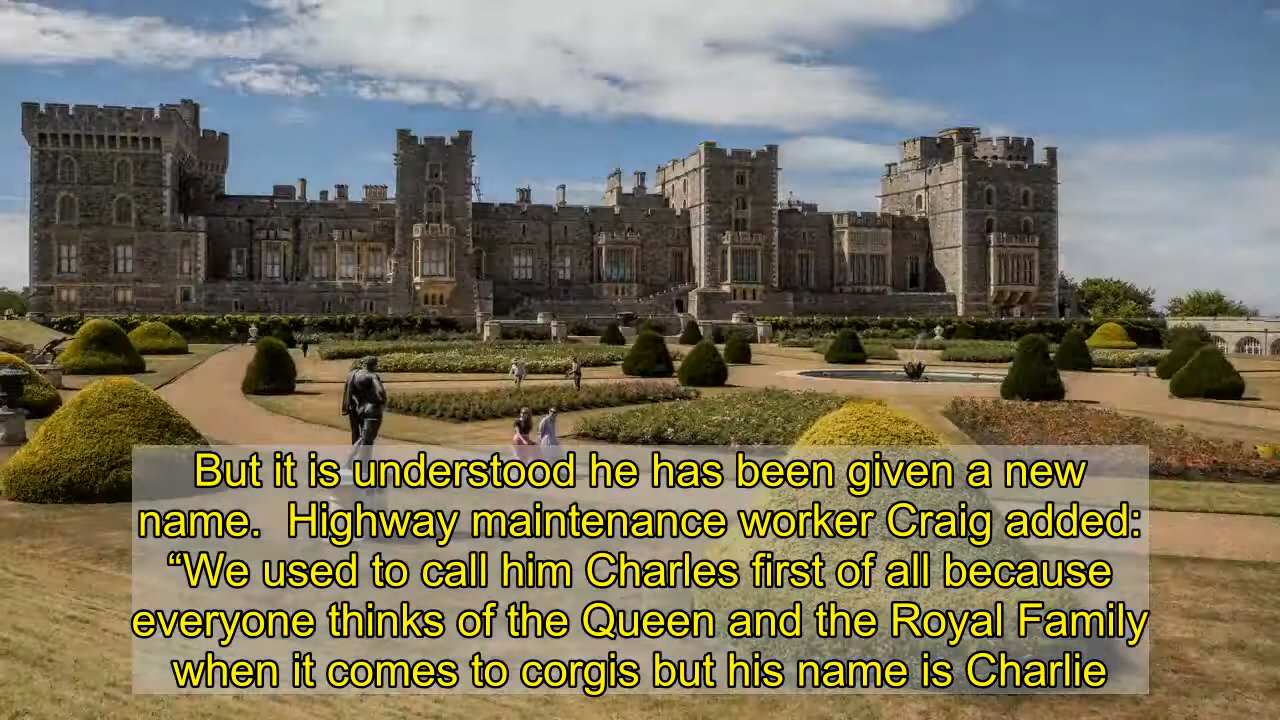 But it is understood he has been given a new
name.  Highway maintenance worker Craig added:
“We used to call him Charles first of all because
everyone thinks of the Queen and the Royal Family
when it comes to corgis but his name is Charlie